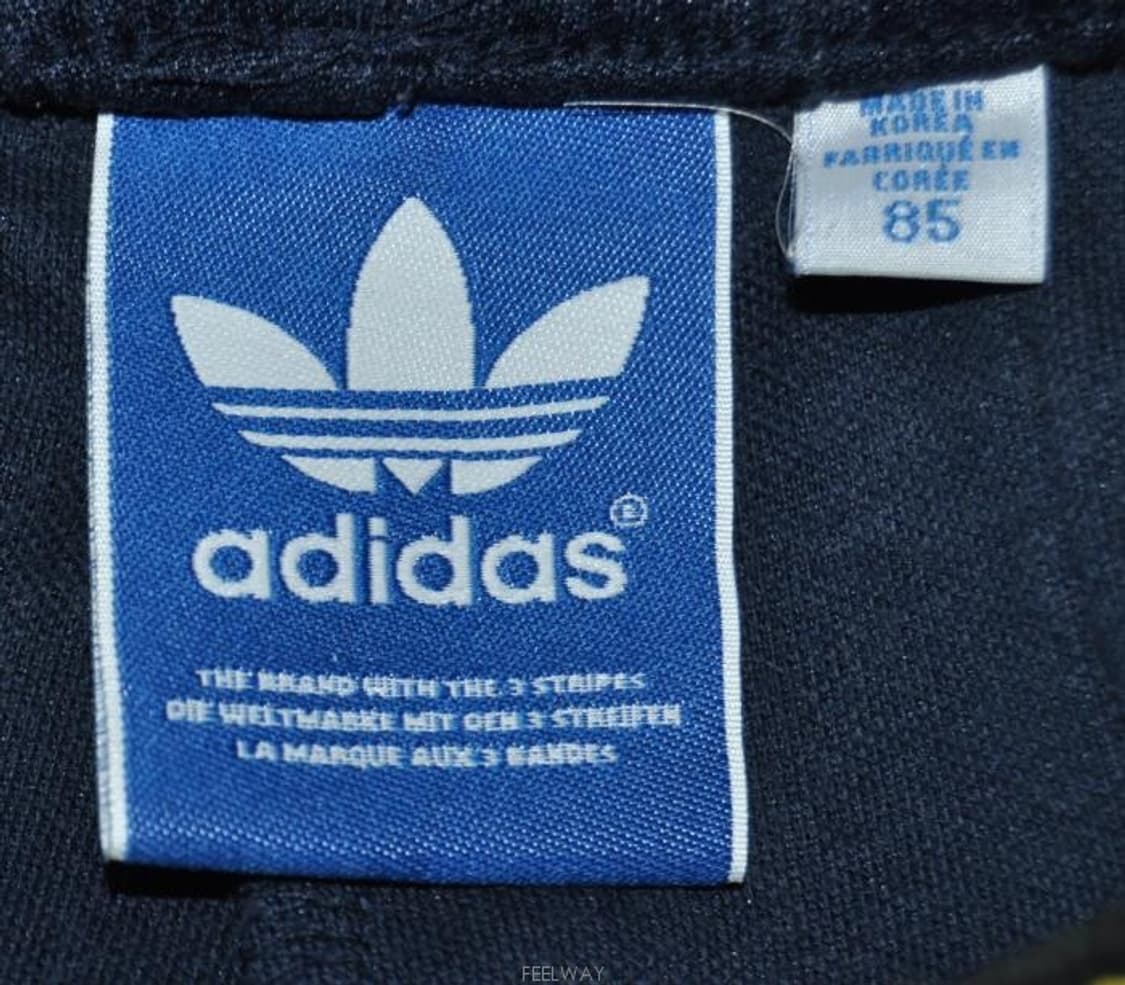 adidas®
THE BRAND WITH THE 3 STRIPES
DIE WELTMARKE MIT DEN 3 STREIFEN
LA MARQUE AUX 3 BANDES
MADE IN
KOREA
FABRIQUÉ EN
CORÉE
85
FEELWAY